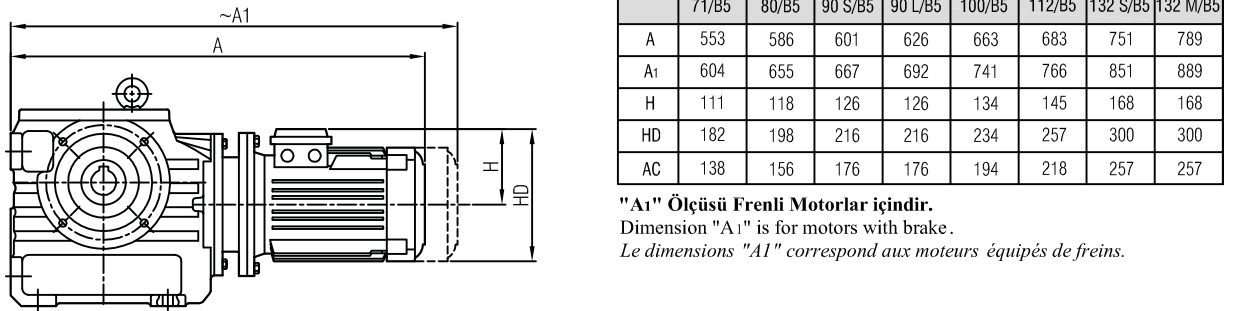 ~A1
A
H
HD
71/B5 80/B5 90 S/B5 90 L/B5 100/B5 112/B5 132 S/B5 132 M/B5
A 553 586 601 626 663 683 751 789
A1 604 655 667 692 741 766 851 889
H 111 118 126 126 134 145 168 168
HD 182 198 216 216 234 257 300 300
AC 138 156 176 176 194 218 257 257
"A1" Ölçüsü Frenli Motorlar içindir.
Dimension "A1" is for motors with brake.
Le dimensions "A1" correspond aux moteurs équipés de freins.